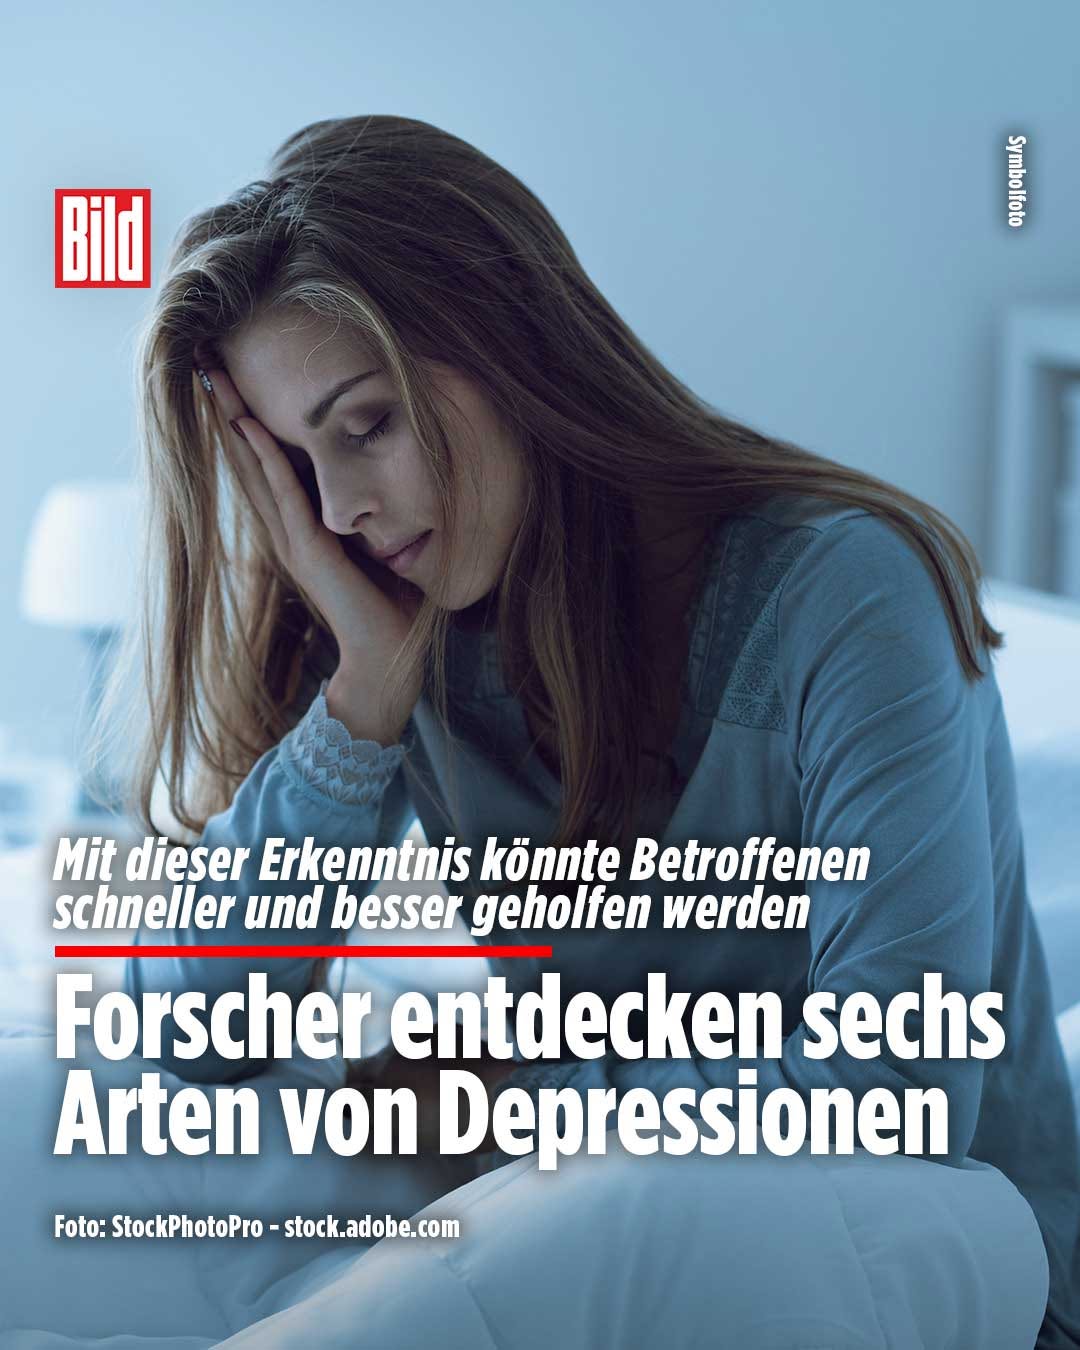 Symbolfoto
Bild
Mit dieser Erkenntnis könnte Betroffenen
schneller und besser geholfen werden
Forscher entdecken sechs
Arten von Depressionen
Foto: StockPhotoPro - stock.adobe.com